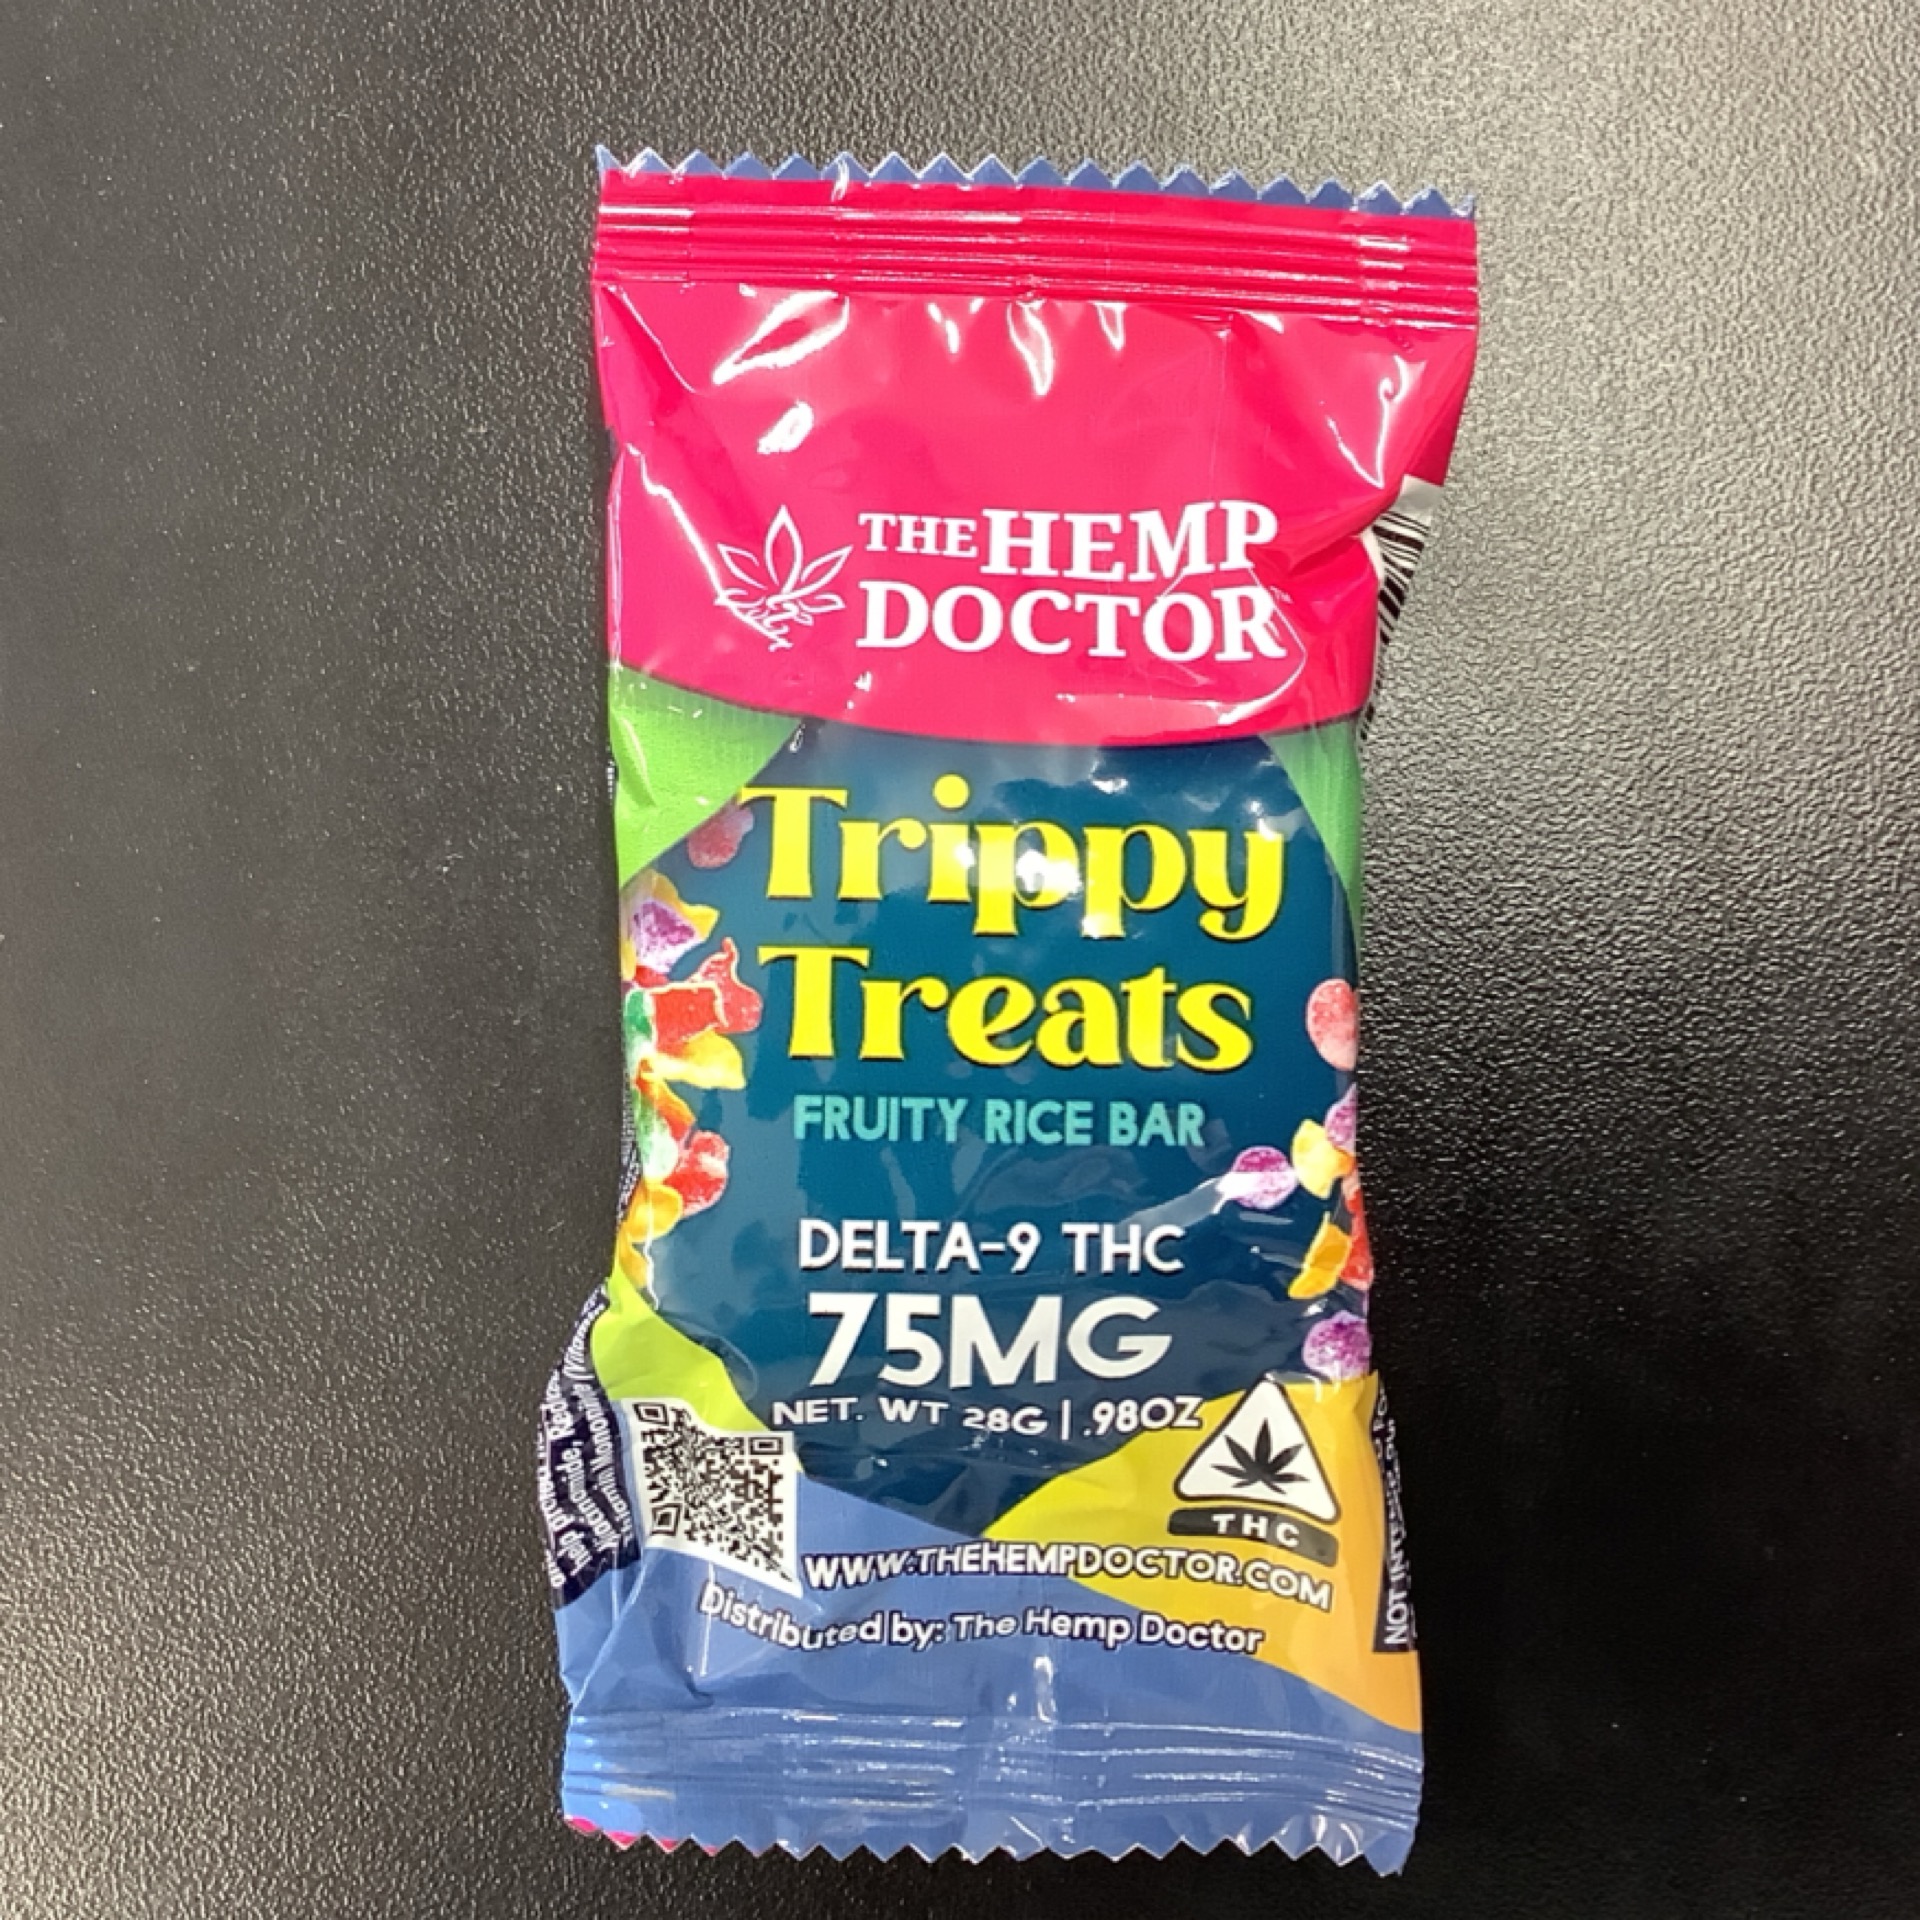 THE HEMP
DOCTOR™
Trippy
Treats
FRUITY RICE BAR
DELTA-9 THC
75MG
NET. WT 28G | .98OZ
THC
WWW.THEHEMPDOCTOR.COM
Distributed by: The Hemp Doctor